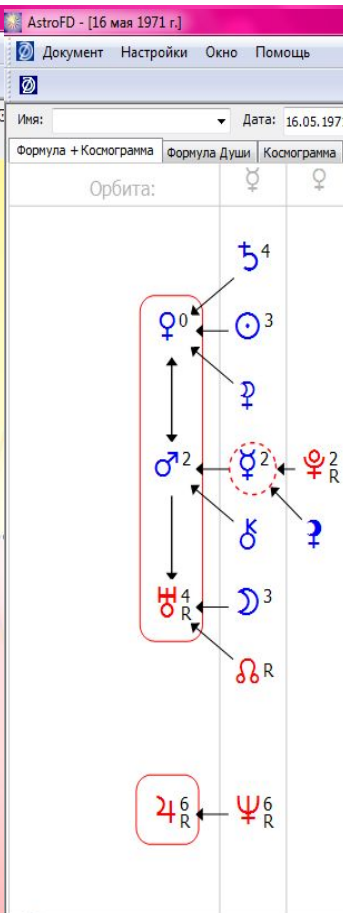 AstroFD - [16 мая 1971 г.]
Документ Настройки Окно Помощь
Имя: Дата: 16.05.197
Формула + Космограмма Формула Души Космограмма
Орбита: ☿ ♀
♄ 4
♀ 0 ☉ 3
⚳
♂ 2 ☿ 2 ♇ 2 R
⚷ ⚸
♅ 4 R ☽ 3
☊ R
♃ 6 R ♆ 6 R